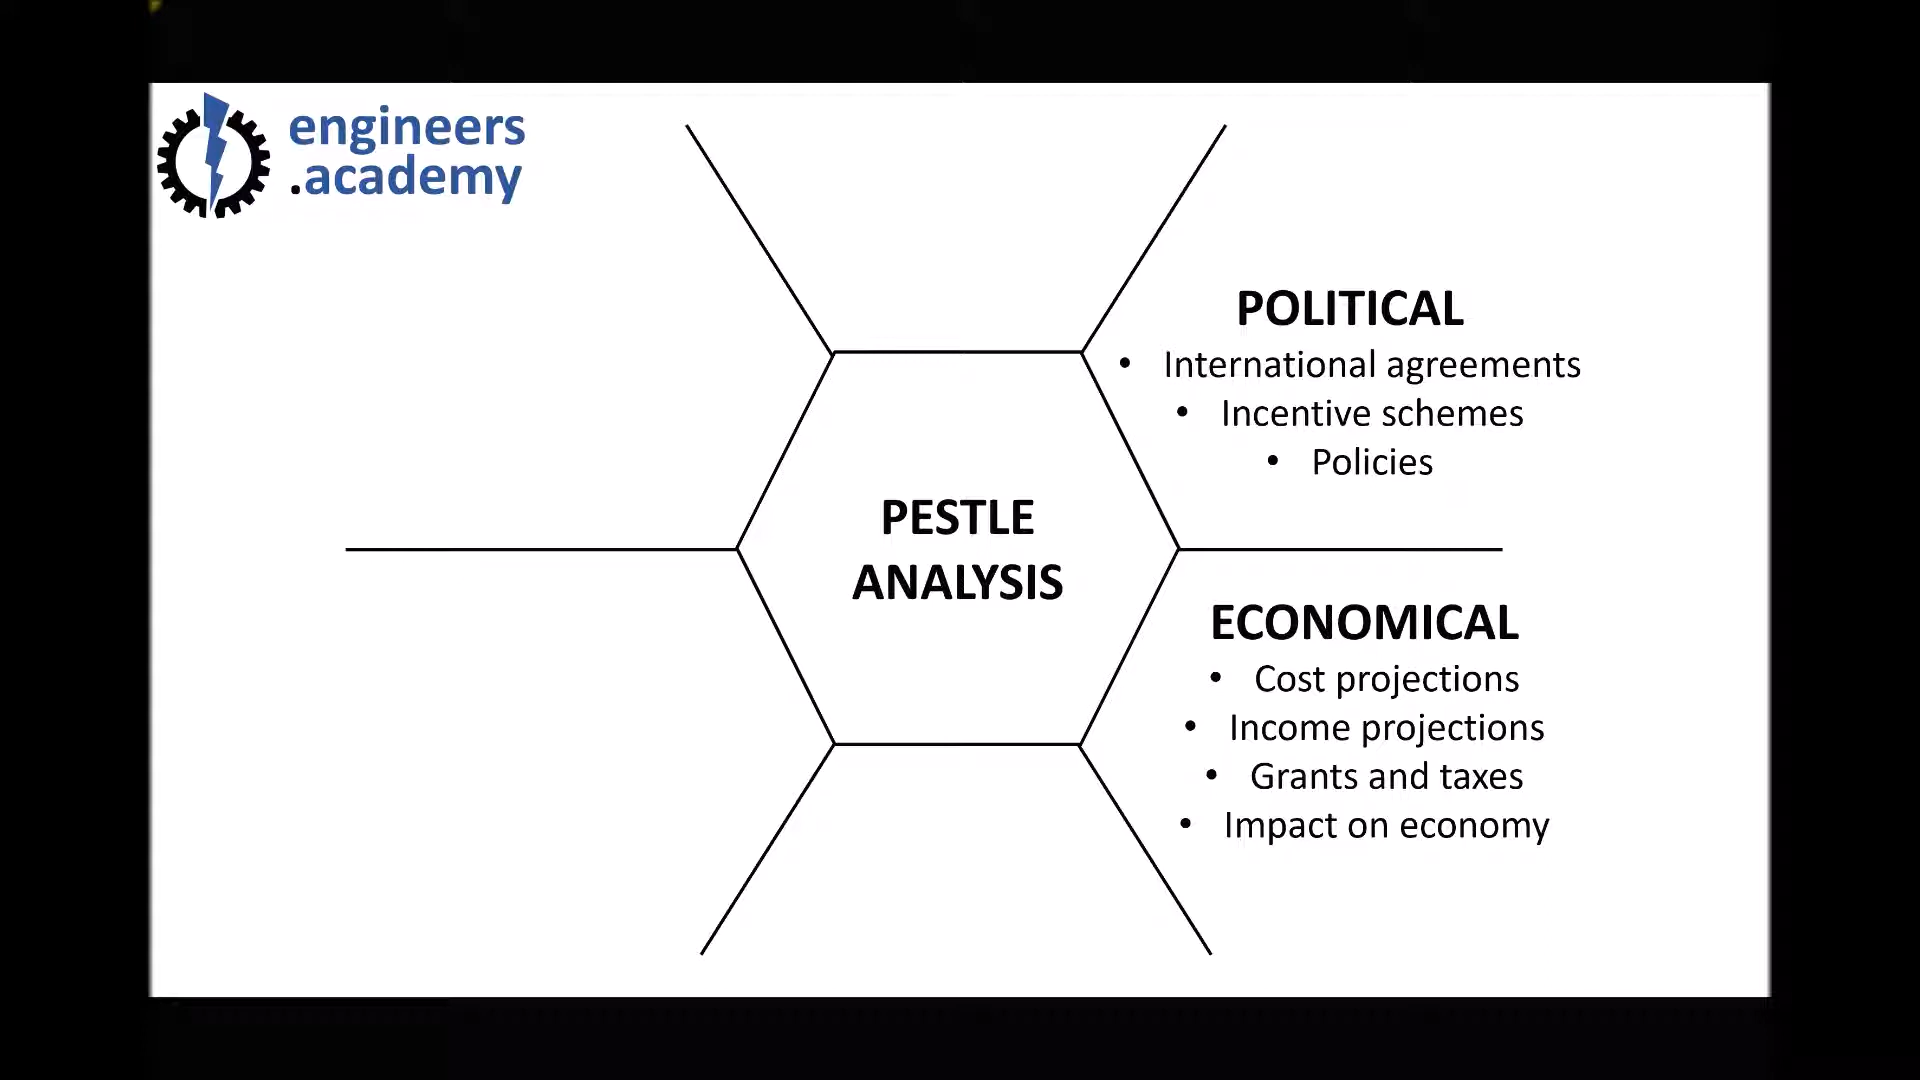 engineers
.academy
POLITICAL
• International agreements
• Incentive schemes
• Policies
PESTLE
ANALYSIS
ECONOMICAL
• Cost projections
• Income projections
• Grants and taxes
• Impact on economy